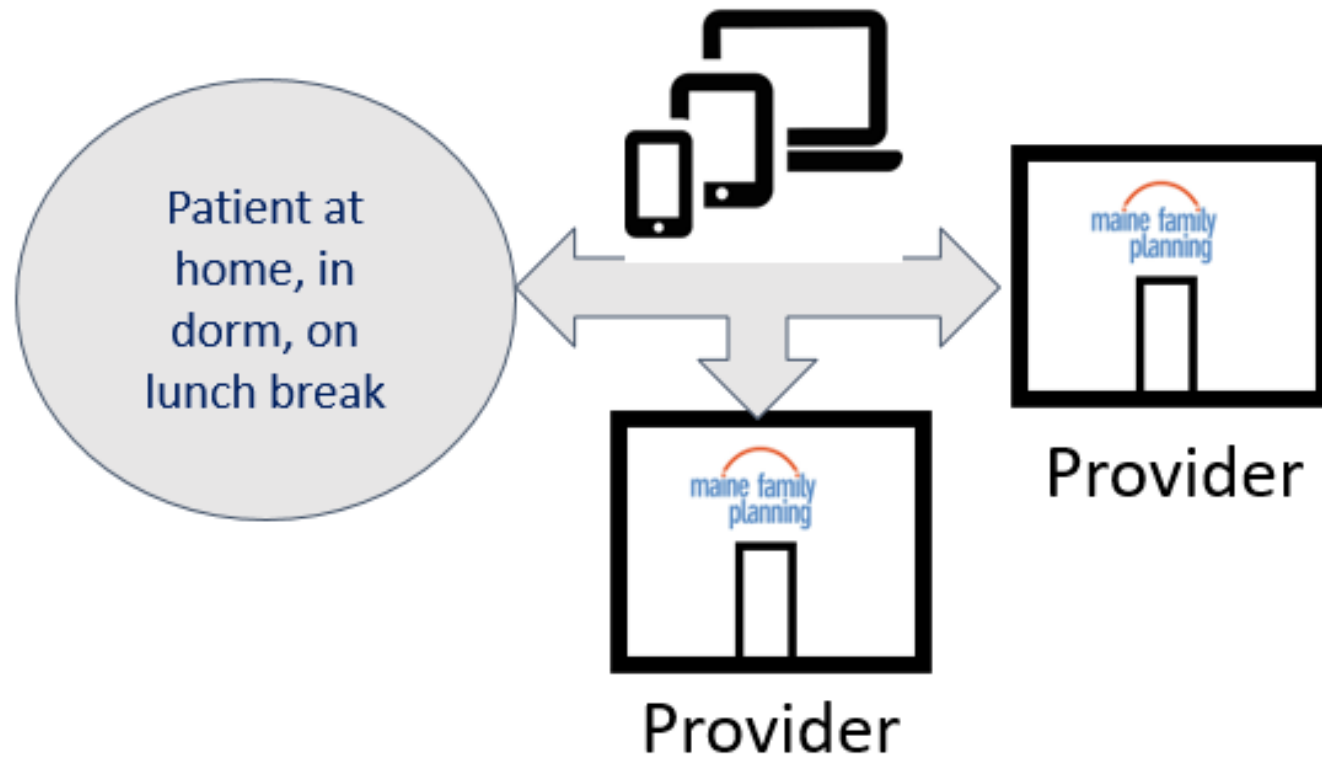 Patient at
home, in
dorm, on
lunch break
maine family
planning
Provider
maine family
planning
Provider